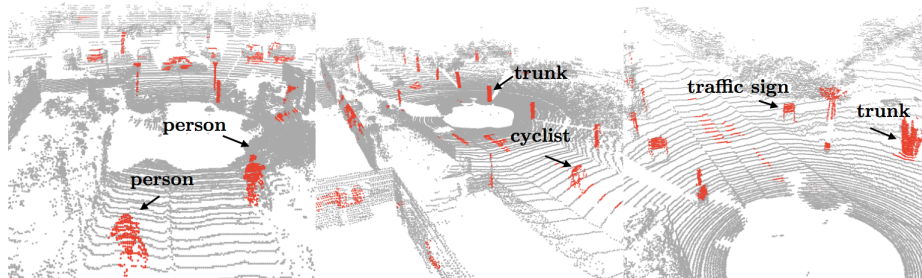 person
person
trunk
cyclist
traffic sign
trunk